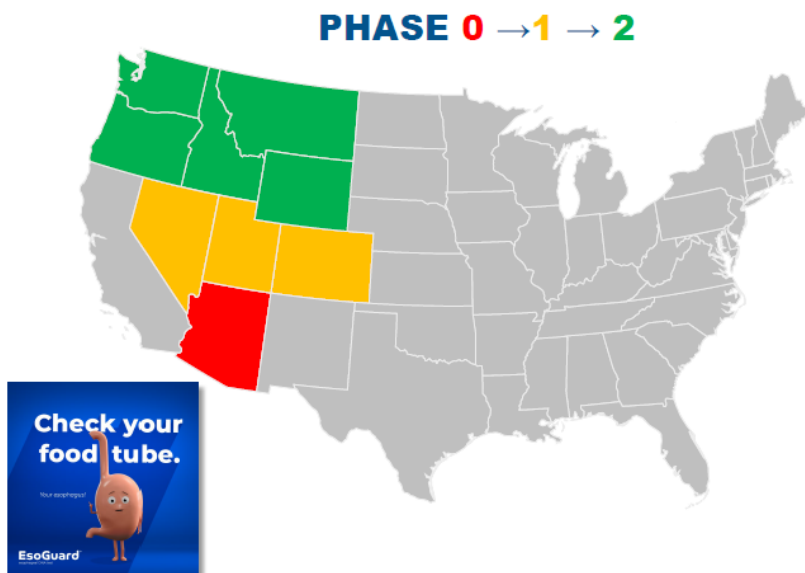 PHASE 0 → 1 → 2
Check your
food tube.
Your esophagus!
EsoGuard